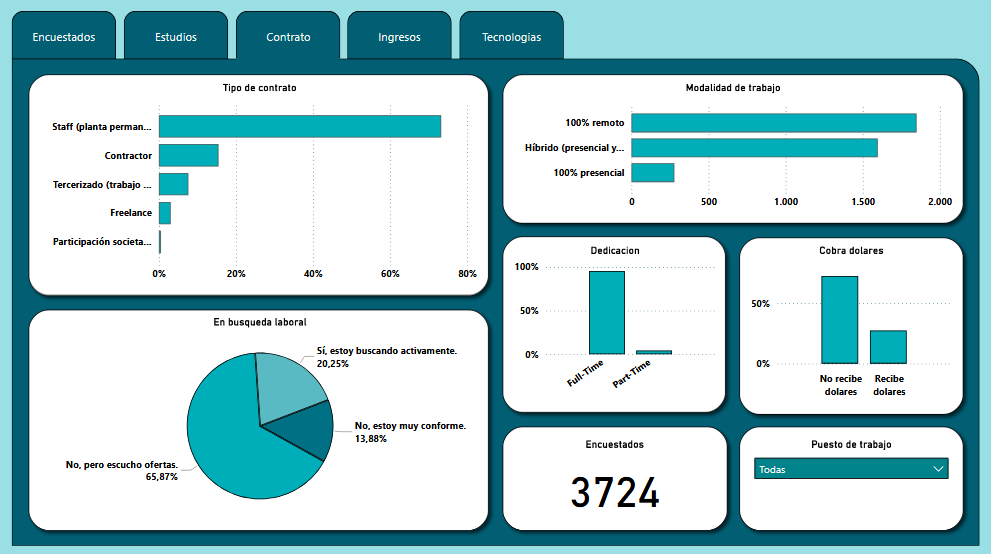 Encuestados
Estudios
Contrato
Ingresos
Tecnologias
Tipo de contrato
Staff (planta perman...
Contractor
Tercerizado (trabajo ...
Freelance
Participación societa...
0%
20%
40%
60%
80%
Modalidad de trabajo
100% remoto
Híbrido (presencial y...
100% presencial
0
500
1.000
1.500
2.000
Dedicacion
100%
50%
0%
Full-Time
Part-Time
Cobra dolares
50%
0%
No recibe
dolares
Recibe
dolares
En busqueda laboral
Sí, estoy buscando activamente.
20,25%
No, estoy muy conforme.
13,88%
No, pero escucho ofertas.
65,87%
Encuestados
3724
Puesto de trabajo
Todas